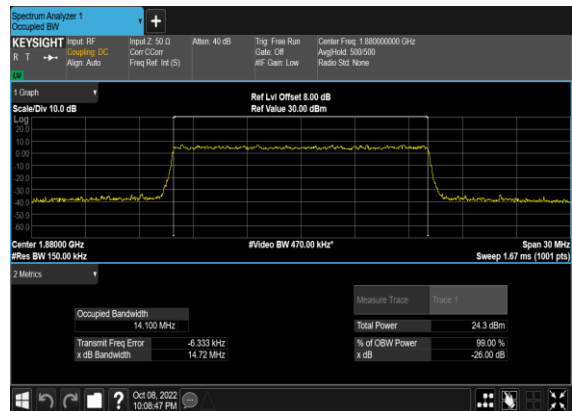 Spectrum Analyzer 1
Occupied BW
KEYSIGHT
R T
Input: RF
Coupling: DC
Align: Auto
Input Z: 50 Ω
Corr CCorr
Freq Ref: Int (S)
Atten: 40 dB
Trig: Free Run
Gate: Off
#IF Gain: Low
Center Freq: 1.880000000 GHz
Avg|Hold: 500/500
Radio Std: None
1 Graph
Scale/Div 10.0 dB
Ref Lvl Offset 8.00 dB
Ref Value 30.00 dBm
Log
20.0
10.0
0.00
-10.0
-20.0
-30.0
-40.0
-50.0
-60.0
Center 1.88000 GHz
#Res BW 150.00 kHz
#Video BW 470.00 kHz*
Span 30 MHz
Sweep 1.67 ms (1001 pts)
2 Metrics
Measure Trace
Trace 1
Occupied Bandwidth
14.100 MHz
Total Power
24.3 dBm
Transmit Freq Error
-6.333 kHz
% of OBW Power
99.00 %
x dB Bandwidth
14.72 MHz
x dB
-26.00 dB
?
Oct 08, 2022
10:08:47 PM